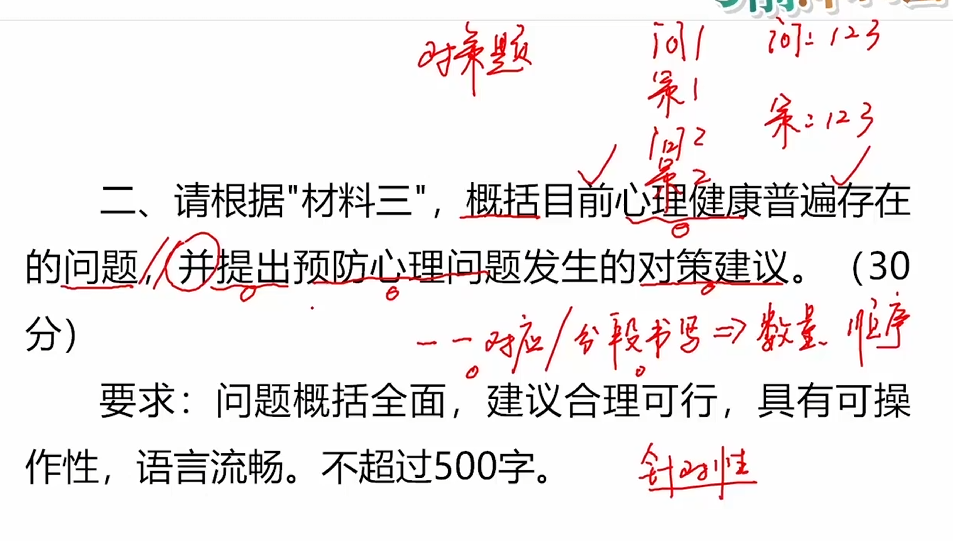 对策题
问1 问：123
策1
问2 策：123
策2
二、请根据"材料三"，概括目前心理健康普遍存在
的问题，并提出预防心理问题发生的对策建议。（30
分）
一一对应/分段书写=>数量、顺序
要求：问题概括全面，建议合理可行，具有可操
作性，语言流畅。不超过500字。
针对性